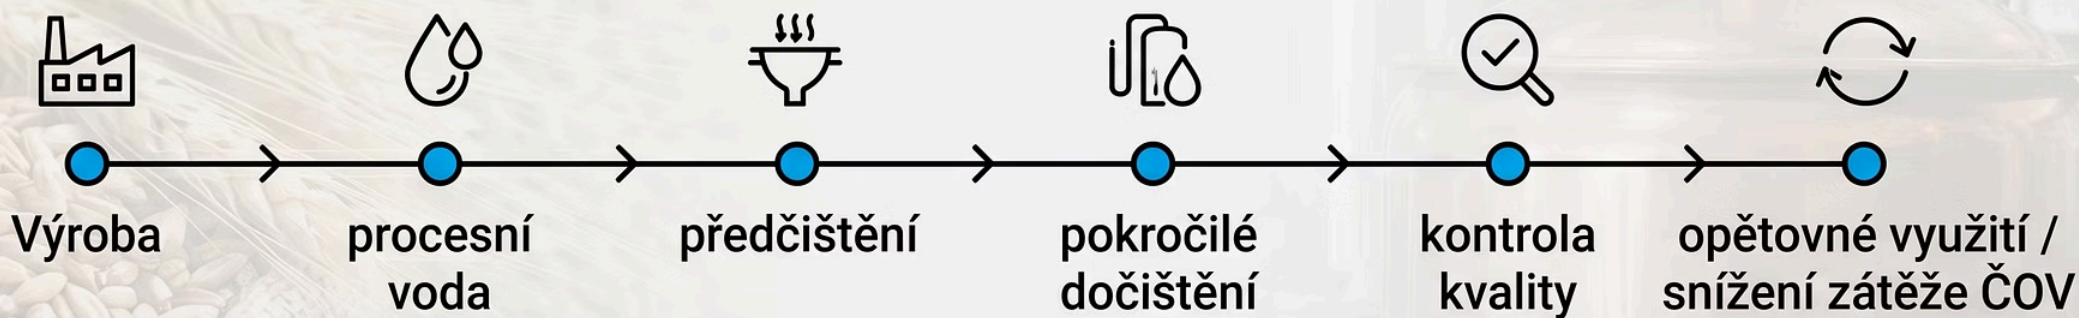 Výroba
procesní
voda
předčištění
pokročilé
dočištění
kontrola
kvality
opětovné využití /
snížení zátěže ČOV